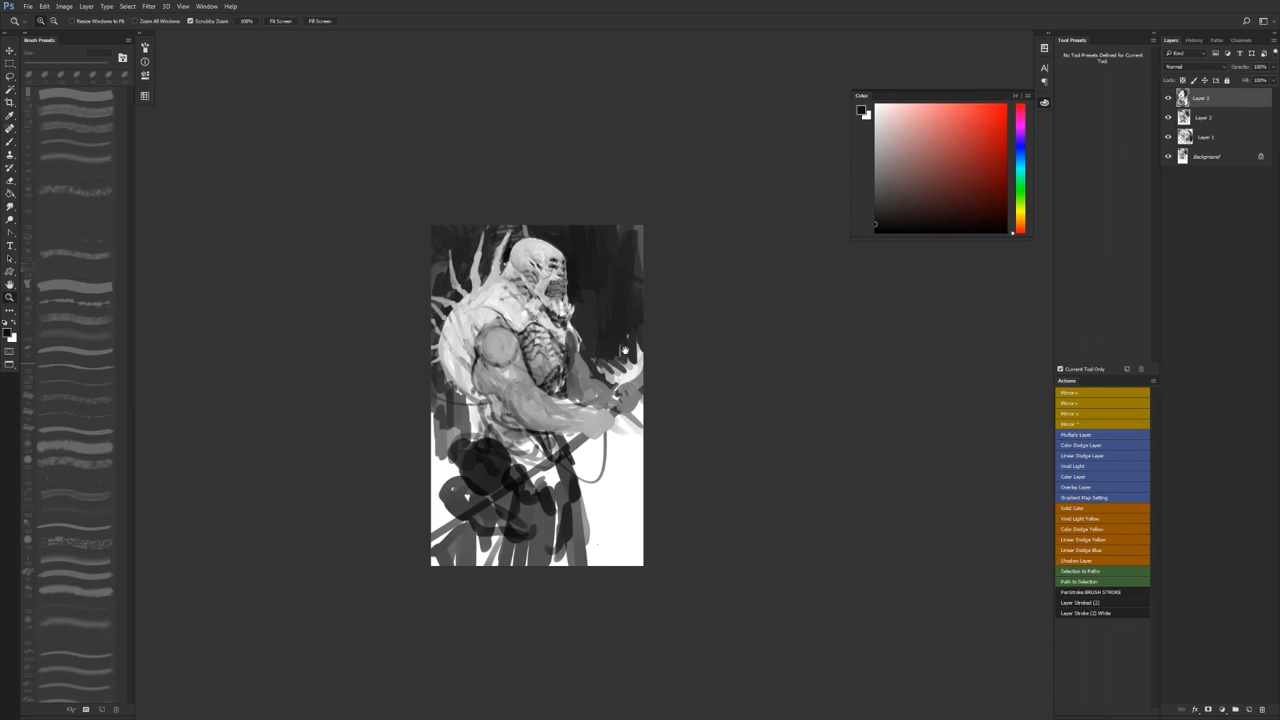 Ps File Edit Image Layer Type Select Filter 3D View Window Help
Resize Windows to Fit Zoom All Windows Scrubby Zoom 100% Fit Screen Fill Screen
Brush Presets
Size:
Color
Tool Presets
No Tool Presets Defined for Current
Tool.
Current Tool Only
Actions
Mirror <
Mirror ^
Multiply Layer
Color Dodge Layer
Linear Dodge Layer
Vivid Light
Color Layer
Overlay Layer
Gradient Map Setting
Solid Color
Vivid Light Yellow
Color Dodge Yellow
Linear Dodge Yellow
Linear Dodge Blue
Shadow Layer
Selection to Paths
Path to Selection
PenStroke BRUSH STROKE
Layer Stroked (2)
Layer Stroke (2) White
Layers History Paths Channels
Kind
Normal Opacity: 100%
Lock: Fill: 100%
Layer 3
Layer 2
Layer 1
Background